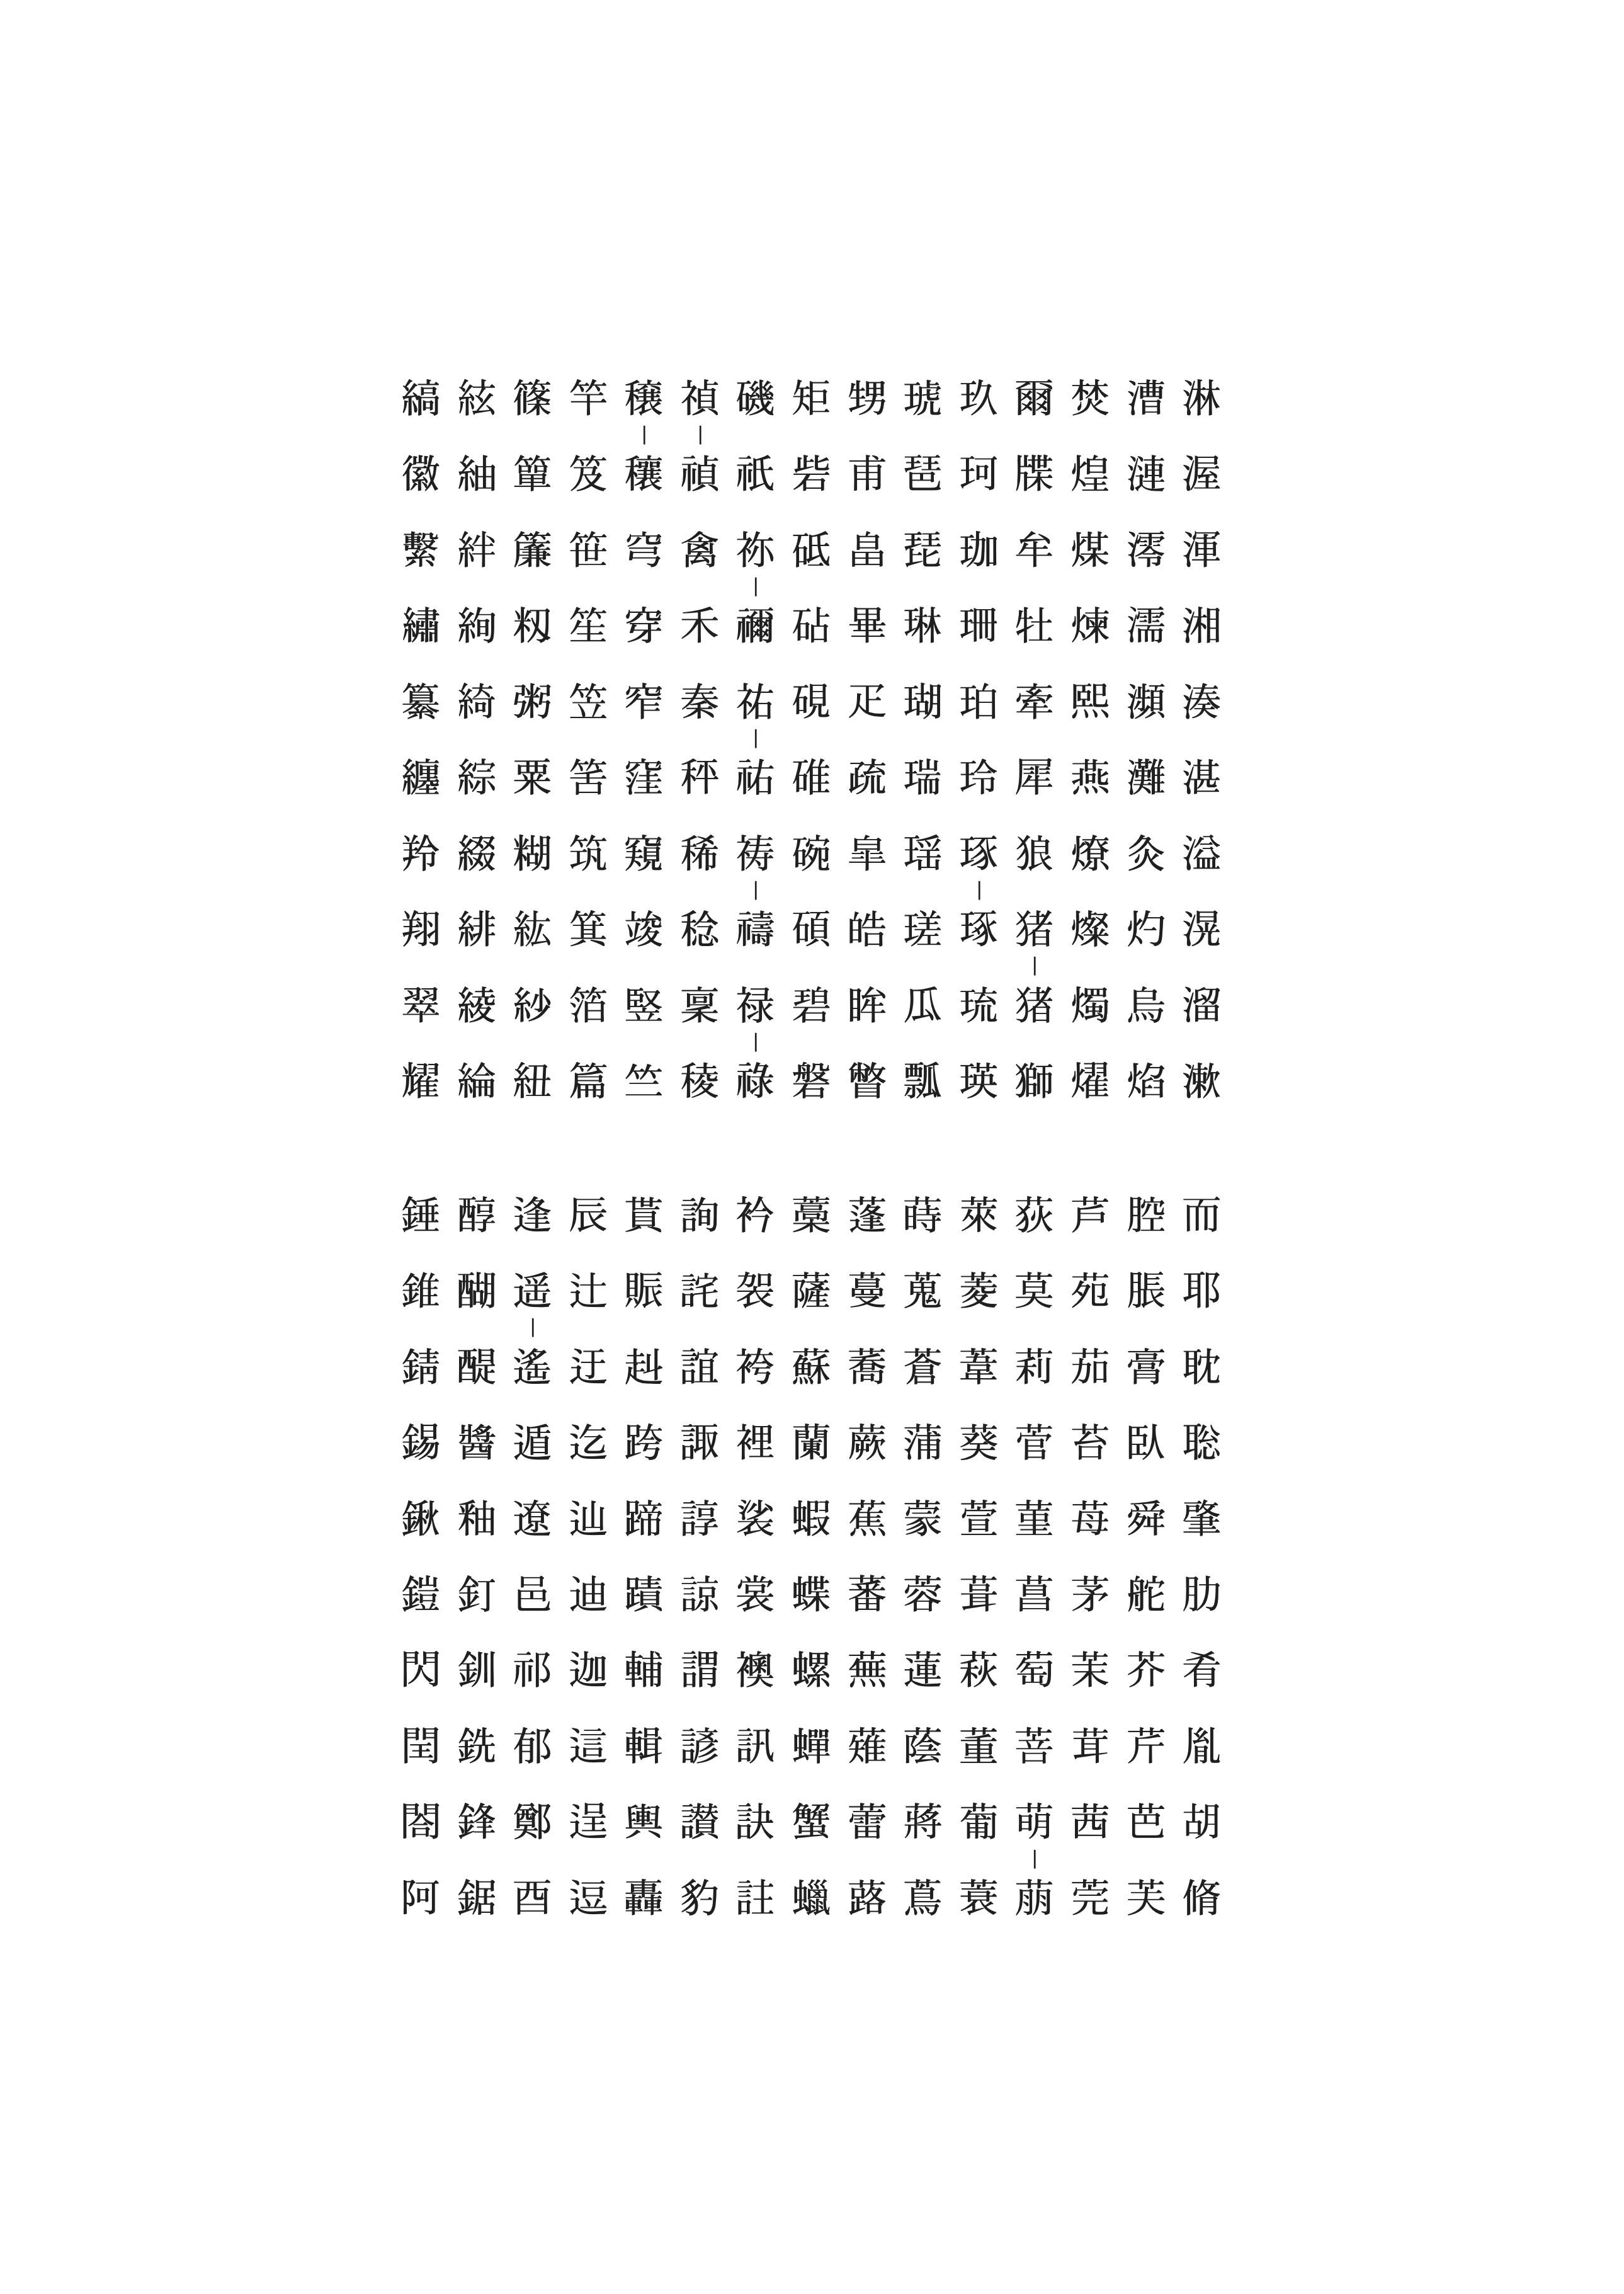 淋渥渾湘湊湛溢滉溜漱
漕漣澪濡瀕灘灸灼烏焰
焚煌煤煉熙燕燎燦燭燿
爾牒牟牡牽犀狼猪―猪獅
玖珂珈珊珀玲琢―琢琉瑛
琥琶琵琳瑚瑞瑶瑳瓜瓢
甥甫畠畢疋疏皐皓眸瞥
矩砦砥砧硯碓碗碩碧磐
磯祇祢―禰祐―祐祷―禱禄―祿
禎―禎禽禾秦秤稀稔稟稜
穣―穰穹穿窄窪窺竣竪竺
竿笈笹笙笠筈筑箕箔篇
篠簞簾籾粥粟糊紘紗紐
絃紬絆絢綺綜綴緋綾綸
縞徽繫繡纂纏羚翔翠耀
而耶耽聡肇肋肴胤胡脩
腔脹膏臥舜舵芥芹芭芙
芦苑茄苔苺茅茉茸茜莞
荻莫莉菅菫菖萄菩萌―萠
萊菱葦葵萱葺萩董葡蓑
蒔蒐蒼蒲蒙蓉蓮蔭蔣蔦
蓬蔓蕎蕨蕉蕃蕪薙蕾蕗
藁薩蘇蘭蝦蝶螺蟬蟹蠟
衿袈袴裡裟裳襖訊訣註
詢詫誼諏諄諒謂諺讃豹
貰賑赳跨蹄蹟輔輯輿轟
辰辻迂迄辿迪迦這逞逗
逢遥―遙遁遼邑祁郁鄭酉
醇醐醍醬釉釘釧銑鋒鋸
錘錐錆錫鍬鎧閃閏閤阿